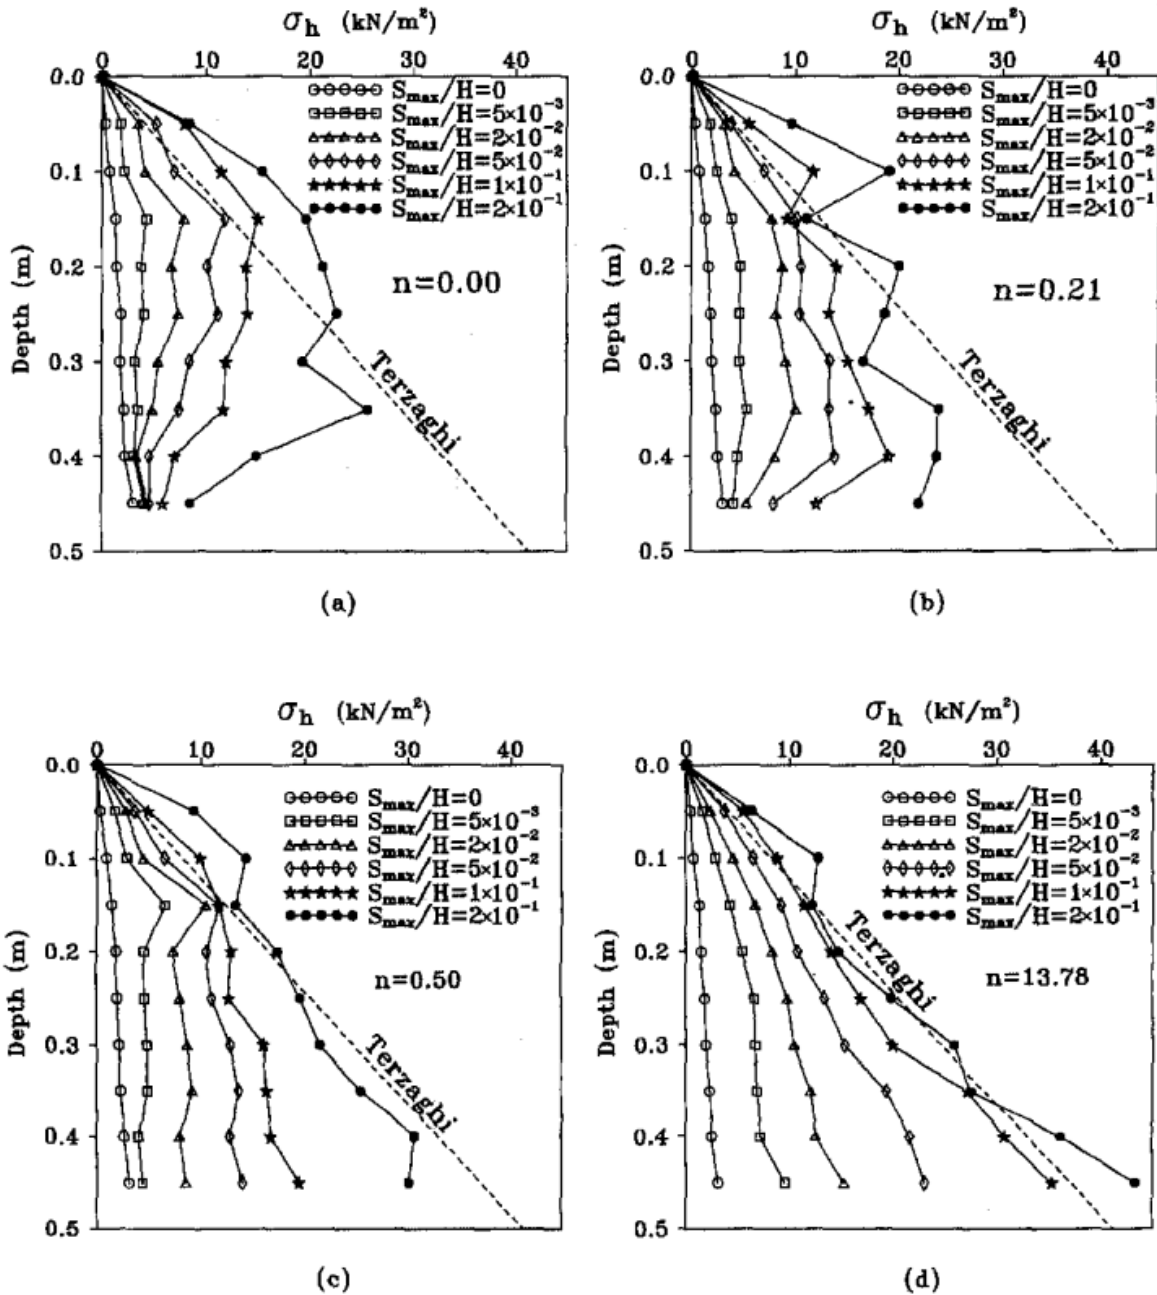 σh (kN/m²)
0 10 20 30 40
0.0
0.1
0.2
0.3
0.4
0.5
Depth (m)
Smax/H=0
Smax/H=5×10⁻³
Smax/H=2×10⁻²
Smax/H=5×10⁻²
Smax/H=1×10⁻¹
Smax/H=2×10⁻¹
n=0.00
Terzaghi
(a)
σh (kN/m²)
0 10 20 30 40
0.0
0.1
0.2
0.3
0.4
0.5
Depth (m)
Smax/H=0
Smax/H=5×10⁻³
Smax/H=2×10⁻²
Smax/H=5×10⁻²
Smax/H=1×10⁻¹
Smax/H=2×10⁻¹
n=0.21
Terzaghi
(b)
σh (kN/m²)
0 10 20 30 40
0.0
0.1
0.2
0.3
0.4
0.5
Depth (m)
Smax/H=0
Smax/H=5×10⁻³
Smax/H=2×10⁻²
Smax/H=5×10⁻²
Smax/H=1×10⁻¹
Smax/H=2×10⁻¹
n=0.50
Terzaghi
(c)
σh (kN/m²)
0 10 20 30 40
0.0
0.1
0.2
0.3
0.4
0.5
Depth (m)
Smax/H=0
Smax/H=5×10⁻³
Smax/H=2×10⁻²
Smax/H=5×10⁻²
Smax/H=1×10⁻¹
Smax/H=2×10⁻¹
n=13.78
Terzaghi
(d)